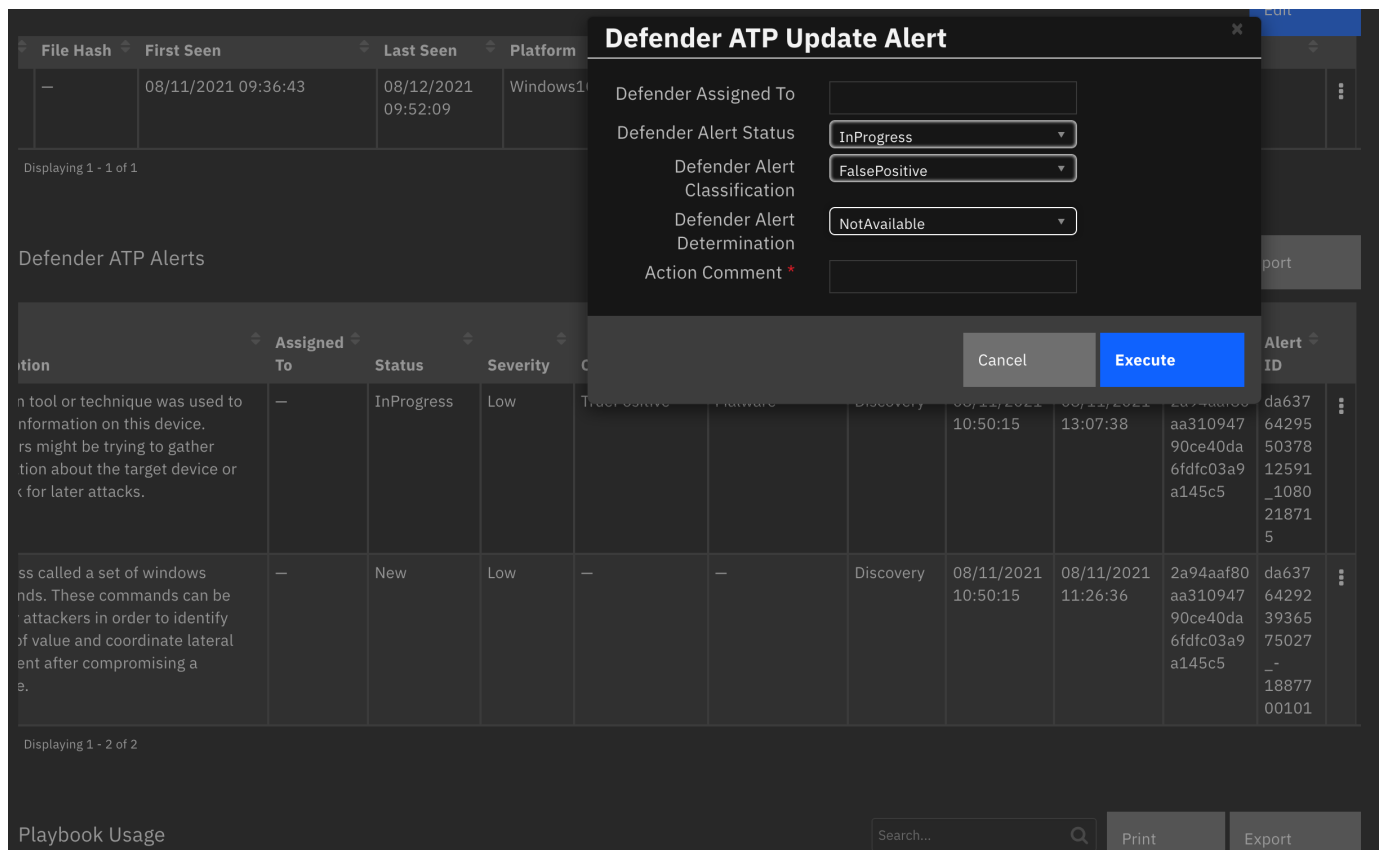 Edit
File Hash
First Seen
Last Seen
Platform
—
08/11/2021 09:36:43
08/12/2021
09:52:09
Displaying 1 - 1 of 1
Defender ATP Update Alert
×
Defender Assigned To
Defender Alert Status
InProgress
Defender Alert
Classification
FalsePositive
Defender Alert
Determination
NotAvailable
Action Comment *
Cancel
Execute
Defender ATP Alerts
port
tion
Assigned
To
Status
Severity
Alert
ID
n tool or technique was used to
nformation on this device.
rs might be trying to gather
tion about the target device or
k for later attacks.
—
InProgress
Low
TruePositive
Malware
Discovery
08/11/2021
10:50:15
08/11/2021
13:07:38
2a94aaf80
aa310947
90ce40da
6fdfc03a9
a145c5
da637
64295
50378
12591
_1080
21871
5
ss called a set of windows
nds. These commands can be
attackers in order to identify
of value and coordinate lateral
ent after compromising a
e.
—
New
Low
—
—
Discovery
08/11/2021
10:50:15
08/11/2021
11:26:36
2a94aaf80
aa310947
90ce40da
6fdfc03a9
a145c5
da637
64292
39365
75027
_-
18877
00101
Displaying 1 - 2 of 2
Playbook Usage
Search...
Print
Export